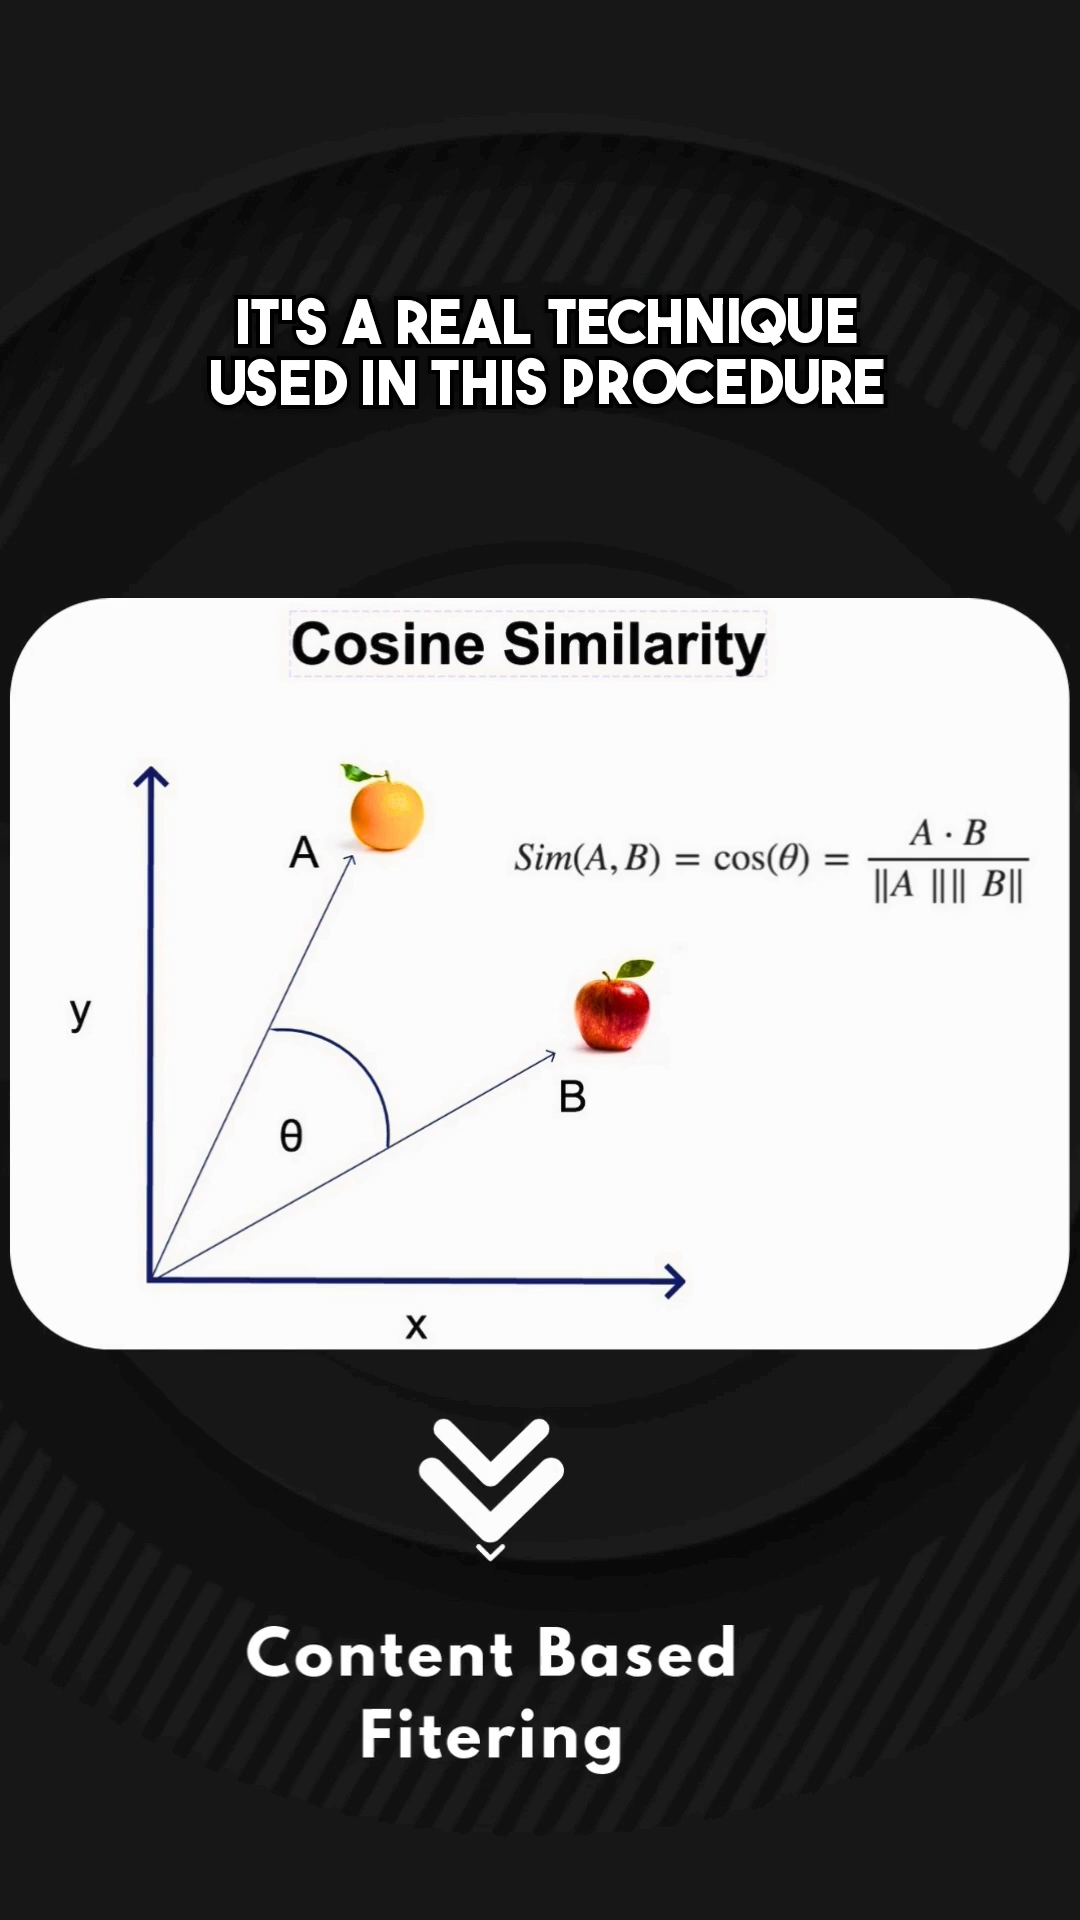 IT'S A REAL TECHNIQUE
USED IN THIS PROCEDURE
Cosine Similarity
A
Sim(A, B) = cos(θ) = A · B / ||A || || B||
y
B
θ
x
Content Based
Fitering